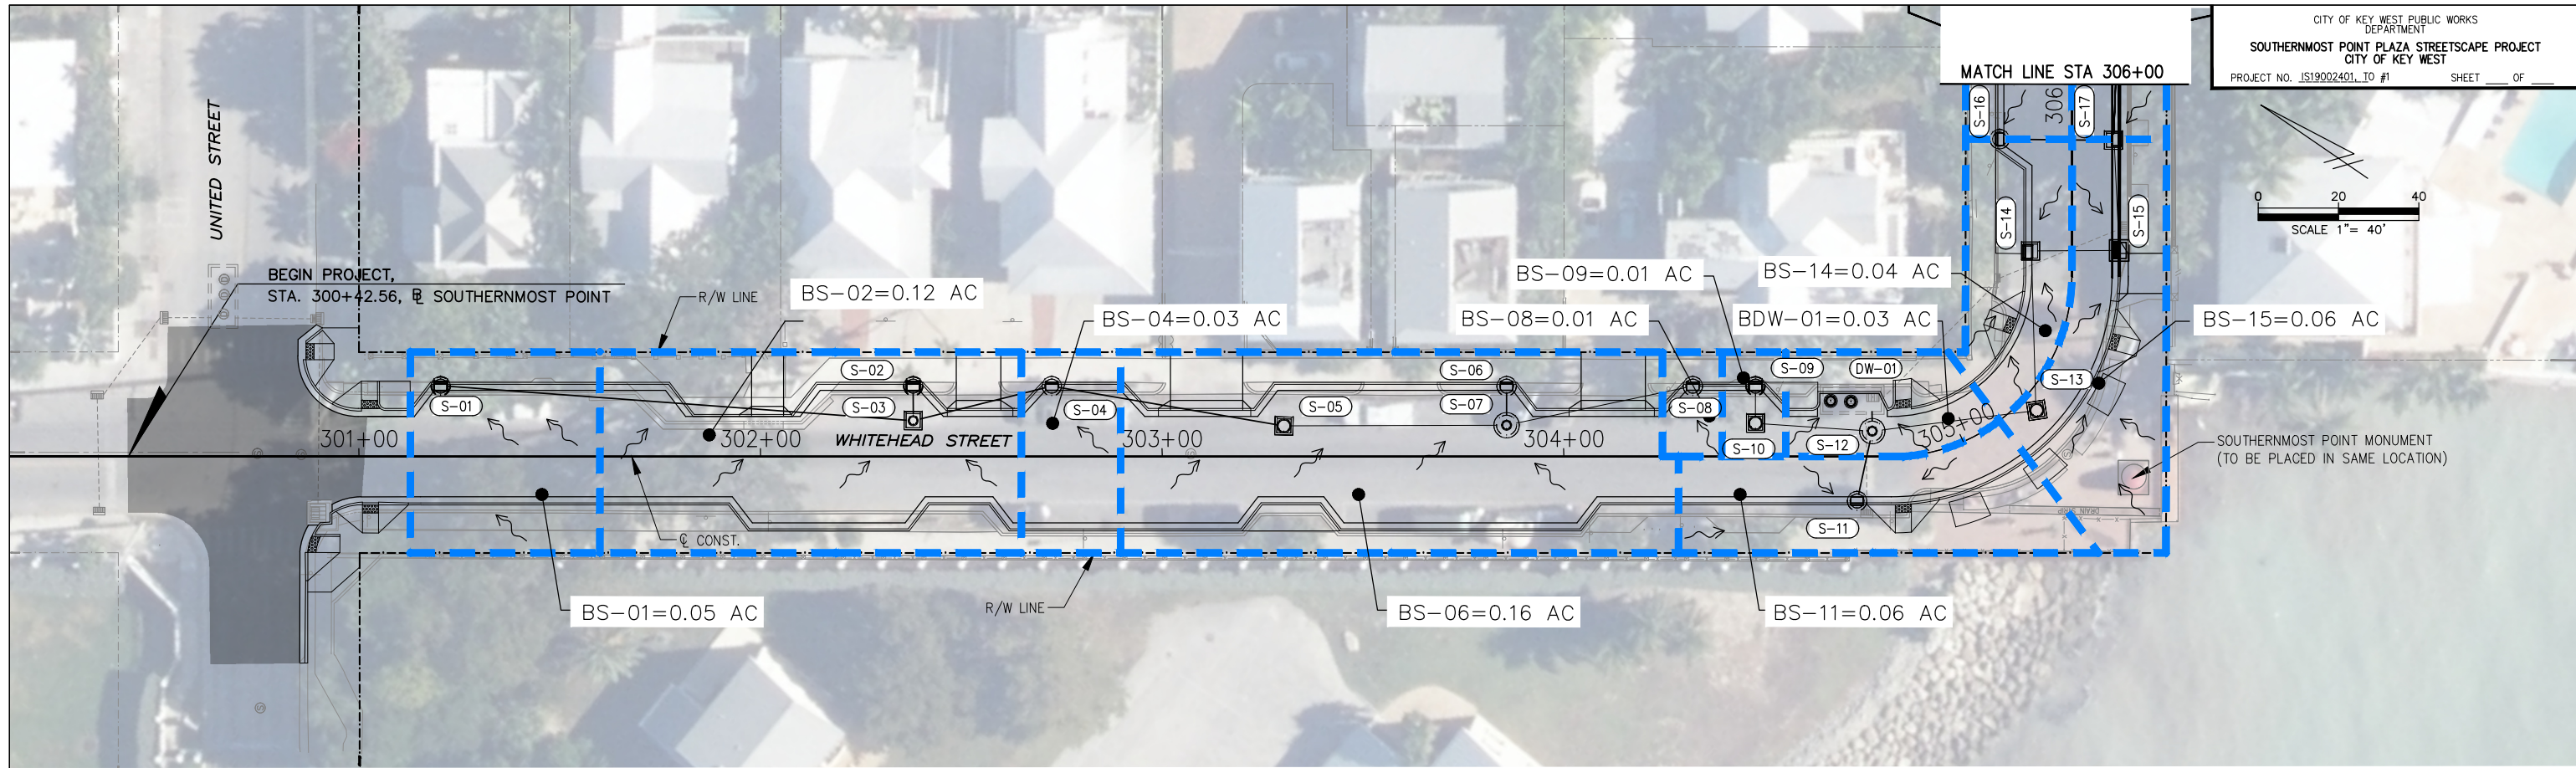 CITY OF KEY WEST PUBLIC WORKS
DEPARTMENT
SOUTHERNMOST POINT PLAZA STREETSCAPE PROJECT
CITY OF KEY WEST
PROJECT NO. IS19002401, TO #1 SHEET ____ OF ____
MATCH LINE STA 306+00
S-16
306
S-17
0 20 40
SCALE 1"= 40'
UNITED STREET
S-14
S-15
BEGIN PROJECT,
STA. 300+42.56, ℄ SOUTHERNMOST POINT
R/W LINE
BS-02=0.12 AC
BS-04=0.03 AC
BS-09=0.01 AC
BS-08=0.01 AC
BS-14=0.04 AC
BDW-01=0.03 AC
BS-15=0.06 AC
S-02
S-06
S-09
DW-01
S-13
S-01
S-03
S-04
S-05
S-07
S-08
301+00
302+00
WHITEHEAD STREET
303+00
304+00
S-10
S-12
305+00
SOUTHERNMOST POINT MONUMENT
(TO BE PLACED IN SAME LOCATION)
DRAIN STRIP
S-11
℄ CONST.
R/W LINE
BS-01=0.05 AC
BS-06=0.16 AC
BS-11=0.06 AC